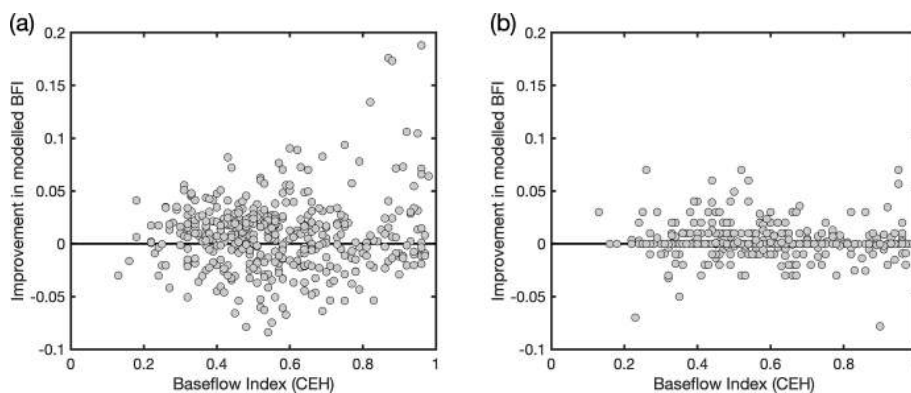 (a)
0.2
0.15
0.1
0.05
0
-0.05
-0.1
Improvement in modelled BFI
0 0.2 0.4 0.6 0.8 1
Baseflow Index (CEH)
(b)
0.2
0.15
0.1
0.05
0
-0.05
-0.1
Improvement in modelled BFI
0.2 0.4 0.6 0.8
Baseflow Index (CEH)